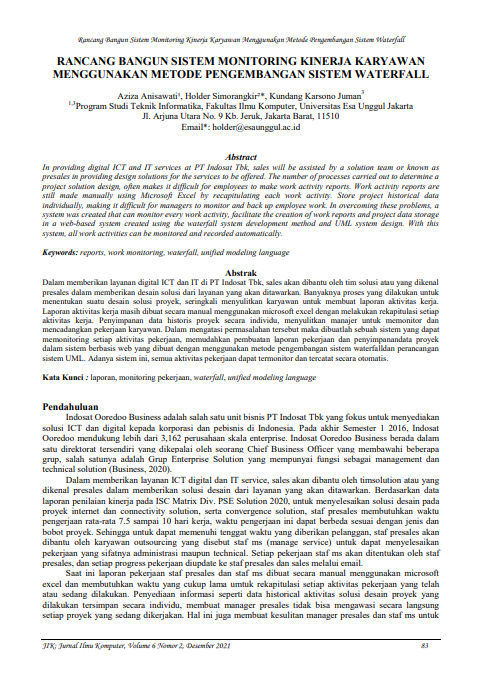 Rancang Bangun Sistem Monitoring Kinerja Karyawan Menggunakan Metode Pengembangan Sistem Waterfall
RANCANG BANGUN SISTEM MONITORING KINERJA KARYAWAN
MENGGUNAKAN METODE PENGEMBANGAN SISTEM WATERFALL
Aziza Anisawati¹, Holder Simorangkir²*, Kundang Karsono Juman³
¹,³Program Studi Teknik Informatika, Fakultas Ilmu Komputer, Universitas Esa Unggul Jakarta
Jl. Arjuna Utara No. 9 Kb. Jeruk, Jakarta Barat, 11510
Email*: holder@esaunggul.ac.id
Abstract
In providing digital ICT and IT services at PT Indosat Tbk, sales will be assisted by a solution team or known as
presales in providing design solutions for the services to be offered. The number of processes carried out to determine a
project solution design, often makes it difficult for employees to make work activity reports. Work activity reports are
still made manually using Microsoft Excel by recapitulating each work activity. Store project historical data
individually, making it difficult for managers to monitor and back up employee work. In overcoming these problems, a
system was created that can monitor every work activity, facilitate the creation of work reports and project data storage
in a web-based system created using the waterfall system development method and UML system design. With this
system, all work activities can be monitored and recorded automatically.
Keywords: reports, work monitoring, waterfall, unified modeling language
Abstrak
Dalam memberikan layanan digital ICT dan IT di PT Indosat Tbk, sales akan dibantu oleh tim solusi atau yang dikenal
presales dalam memberikan desain solusi dari layanan yang akan ditawarkan. Banyaknya proses yang dilakukan untuk
menentukan suatu desain solusi proyek, seringkali menyulitkan karyawan untuk membuat laporan aktivitas kerja.
Laporan aktivitas kerja masih dibuat secara manual menggunakan microsoft excel dengan melakukan rekapitulasi setiap
aktivitas kerja. Penyimpanan data historis proyek secara individu, menyulitkan manajer untuk memonitor dan
mencadangkan pekerjaan karyawan. Dalam mengatasi permasalahan tersebut maka dibuatlah sebuah sistem yang dapat
memonitoring setiap aktivitas pekerjaan, memudahkan pembuatan laporan pekerjaan dan penyimpanandata proyek
dalam sistem berbasis web yang dibuat dengan menggunakan metode pengembangan sistem waterfalldan perancangan
sistem UML. Adanya sistem ini, semua aktivitas pekerjaan dapat termonitor dan tercatat secara otomatis.
Kata Kunci : laporan, monitoring pekerjaan, waterfall, unified modeling language
Pendahuluan
Indosat Ooredoo Business adalah salah satu unit bisnis PT Indosat Tbk yang fokus untuk menyediakan
solusi ICT dan digital kepada korporasi dan pebisnis di Indonesia. Pada akhir Semester 1 2016, Indosat
Ooredoo mendukung lebih dari 3,162 perusahaan skala enterprise. Indosat Ooredoo Business berada dalam
satu direktorat tersendiri yang dikepalai oleh seorang Chief Business Officer yang membawahi beberapa
grup, salah satunya adalah Grup Enterprise Solution yang mempunyai fungsi sebagai management dan
technical solution (Business, 2020).
Dalam memberikan layanan ICT digital dan IT service, sales akan dibantu oleh timsolution atau yang
dikenal presales dalam memberikan solusi desain dari layanan yang akan ditawarkan. Berdasarkan data
laporan penilaian kinerja pada ISC Matrix Div. PSE Solution 2020, untuk menyelesaikan solusi desain pada
proyek internet dan connectivity solution, serta convergence solution, staf presales membutuhkan waktu
pengerjaan rata-rata 7.5 sampai 10 hari kerja, waktu pengerjaan ini dapat berbeda sesuai dengan jenis dan
bobot proyek. Sehingga untuk dapat memenuhi tenggat waktu yang diberikan pelanggan, staf presales akan
dibantu oleh karyawan outsourcing yang disebut staf ms (manage service) untuk dapat menyelesaikan
pekerjaan yang sifatnya administrasi maupun technical. Setiap pekerjaan staf ms akan ditentukan oleh staf
presales, dan setiap progress pekerjaan diupdate ke staf presales dan sales melalui email.
Saat ini laporan pekerjaan staf presales dan staf ms dibuat secara manual menggunakan microsoft
excel dan membutuhkan waktu yang cukup lama untuk rekapitulasi setiap aktivitas pekerjaan yang telah
atau sedang dilakukan. Penyediaan informasi seperti data historical aktivitas solusi desain proyek yang
dilakukan tersimpan secara individu, membuat manager presales tidak bisa mengawasi secara langsung
setiap proyek yang sedang dikerjakan. Hal ini juga membuat kesulitan manager presales dan staf ms untuk
JIK; Jurnal Ilmu Komputer, Volume 6 Nomor 2, Desember 2021 83